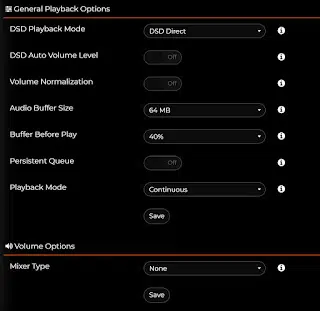 General Playback Options
DSD Playback Mode DSD Direct
DSD Auto Volume Level Off
Volume Normalization Off
Audio Buffer Size 64 MB
Buffer Before Play 40%
Persistent Queue Off
Playback Mode Continuous
Save
Volume Options
Mixer Type None
Save